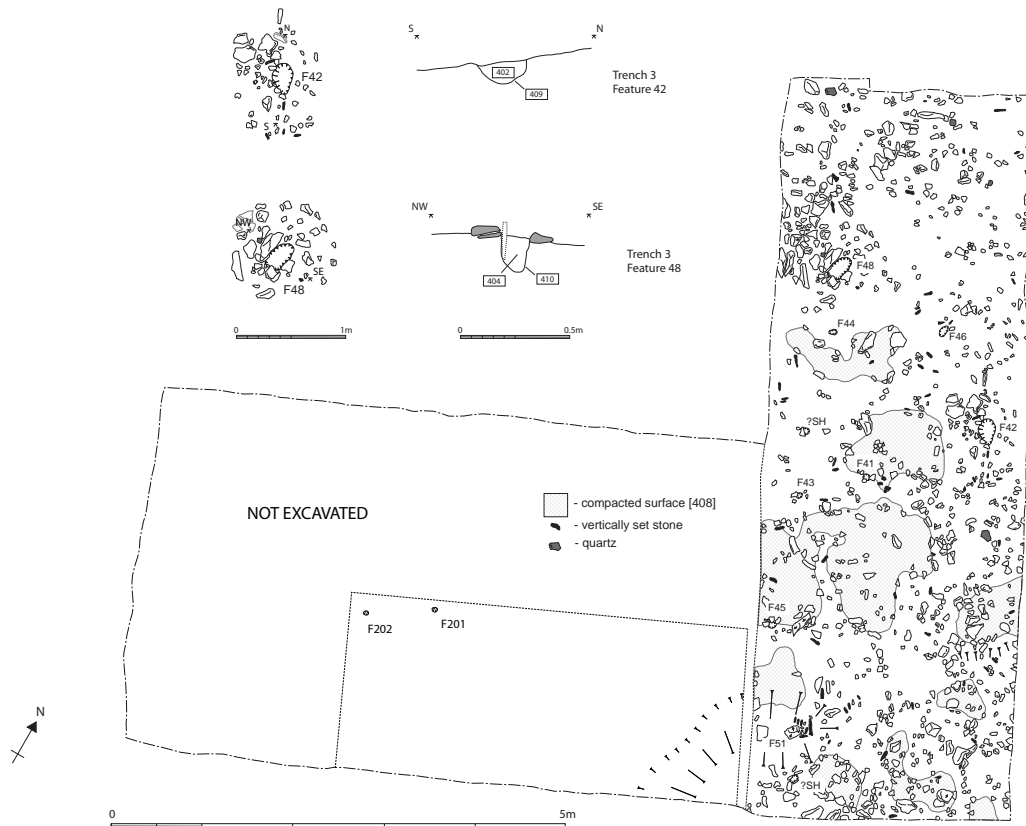 N
F42
S
S
N
402
409
Trench 3
Feature 42
NW
SE
F48
NW
SE
404
410
Trench 3
Feature 48
0
1m
0
0.5m
F48
F44
F46
?SH
F42
F41
F43
NOT EXCAVATED
- compacted surface [408]
- vertically set stone
- quartz
F45
F202
F201
N
F51
?SH
0
5m